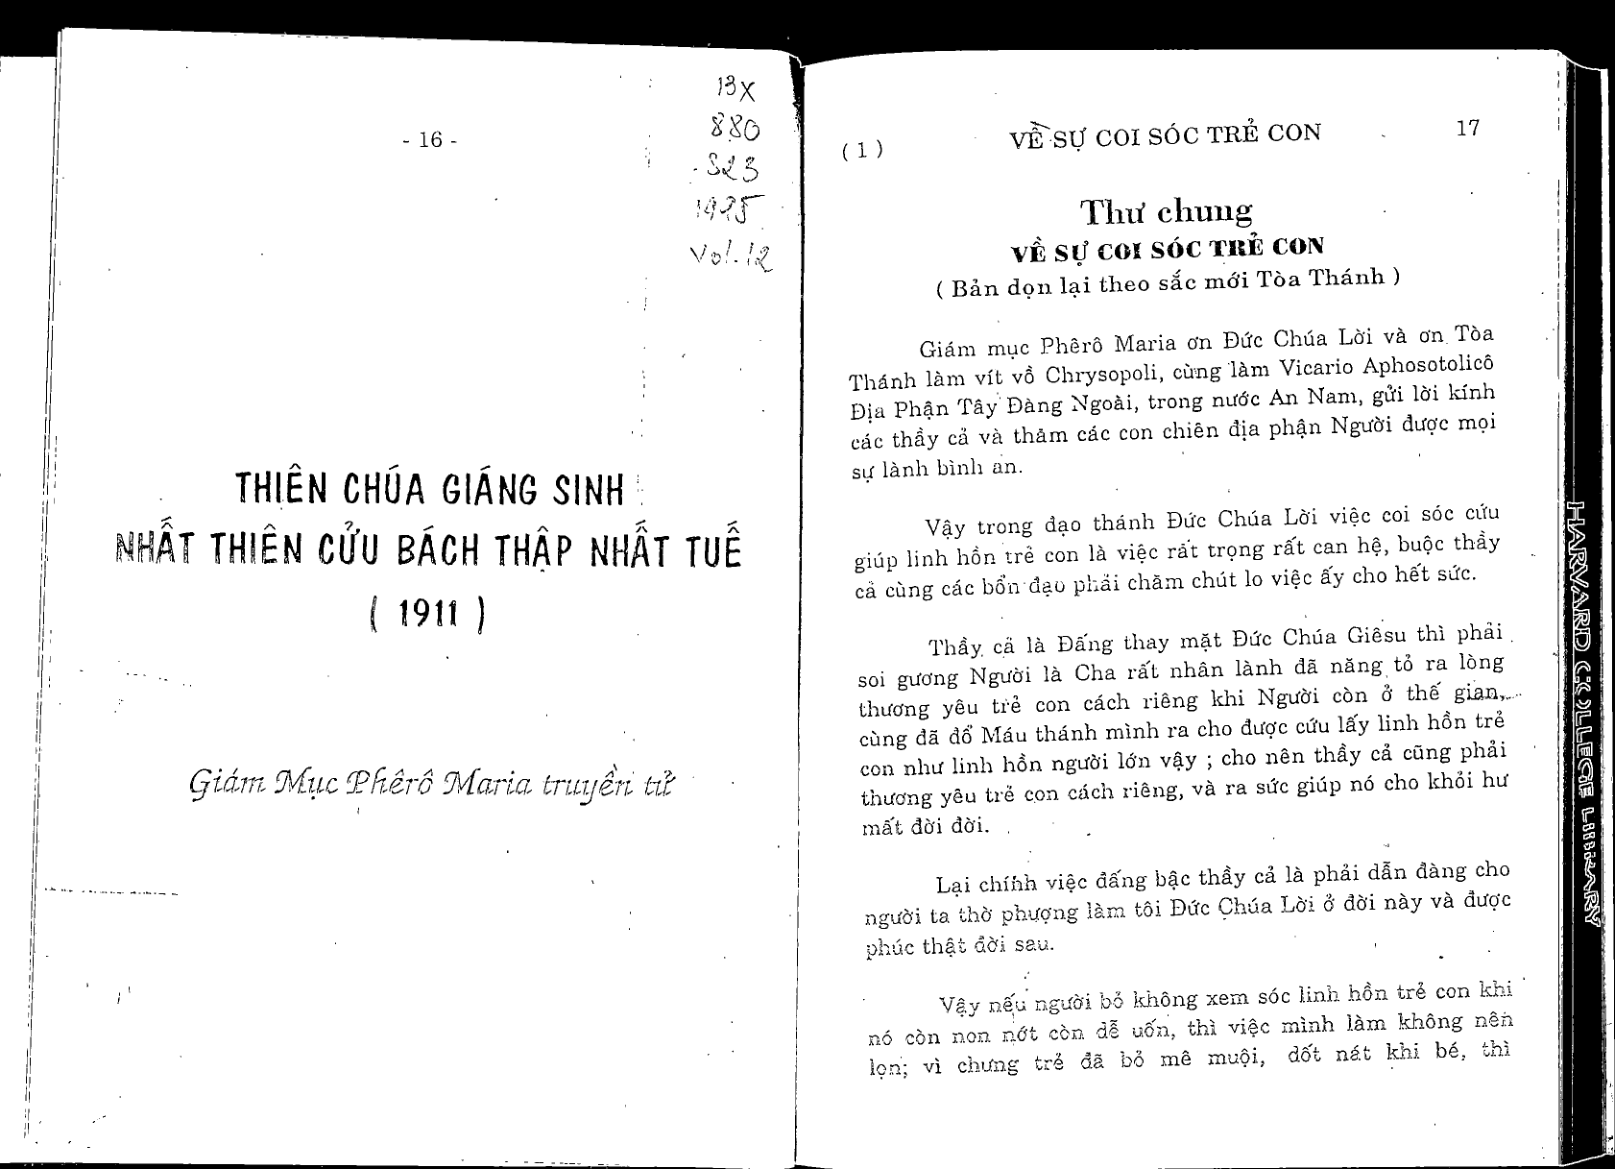 - 16 -
13X
880
.S23
1925
Vol.12
THIÊN CHÚA GIÁNG SINH
NHẤT THIÊN CỬU BÁCH THẬP NHẤT TUẾ
( 1911 )
Giám Mục Phêrô Maria truyền tử
( 1 )
VỀ SỰ COI SÓC TRẺ CON
17
Thư chung
VỀ SỰ COI SÓC TRẺ CON
( Bản dọn lại theo sắc mới Tòa Thánh )
Giám mục Phêrô Maria ơn Đức Chúa Lời và ơn Tòa
Thánh làm vít vồ Chrysopoli, cùng làm Vicario Aphosotolicô
Địa Phận Tây Đàng Ngoài, trong nước An Nam, gửi lời kính
các thầy cả và thăm các con chiên địa phận Người được mọi
sự lành bình an.
Vậy trong đạo thánh Đức Chúa Lời việc coi sóc cứu
giúp linh hồn trẻ con là việc rất trọng rất can hệ, buộc thầy
cả cùng các bổn đạo phải chăm chút lo việc ấy cho hết sức.
Thầy cả là Đấng thay mặt Đức Chúa Giêsu thì phải
soi gương Người là Cha rất nhân lành đã năng tỏ ra lòng
thương yêu trẻ con cách riêng khi Người còn ở thế gian,
cùng đã đổ Máu thánh mình ra cho được cứu lấy linh hồn trẻ
con như linh hồn người lớn vậy ; cho nên thầy cả cũng phải
thương yêu trẻ con cách riêng, và ra sức giúp nó cho khỏi hư
mất đời đời.
Lại chính việc đấng bậc thầy cả là phải dẫn đàng cho
người ta thờ phượng làm tôi Đức Chúa Lời ở đời này và được
phúc thật đời sau.
Vậy nếu người bỏ không xem sóc linh hồn trẻ con khi
nó còn non nớt còn dễ uốn, thì việc mình làm không nên
lọn; vì chưng trẻ đã bỏ mê muội, dốt nát khi bé, thì
HARVARD COLLEGE LIBRARY